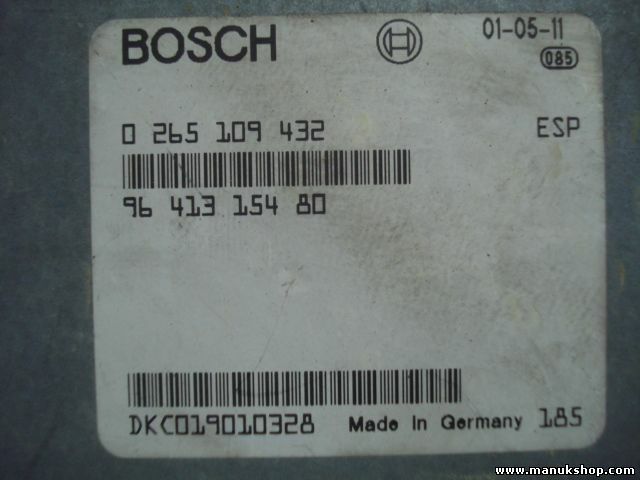 BOSCH 01-05-11
085
0 265 109 432 ESP
96 413 154 80
DKC019010328 Made in Germany 185
www.manukshop.com